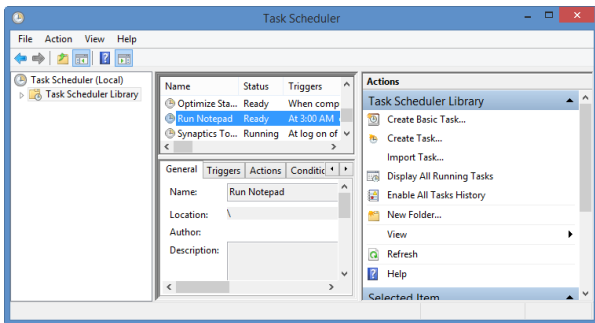 Task Scheduler
File Action View Help
Task Scheduler (Local)
Task Scheduler Library
Name Status Triggers
Optimize Sta... Ready When comp
Run Notepad Ready At 3:00 AM
Synaptics To... Running At log on of
General Triggers Actions Conditic
Name: Run Notepad
Location: \
Author:
Description:
Actions
Task Scheduler Library
Create Basic Task...
Create Task...
Import Task...
Display All Running Tasks
Enable All Tasks History
New Folder...
View
Refresh
Help
Selected Item